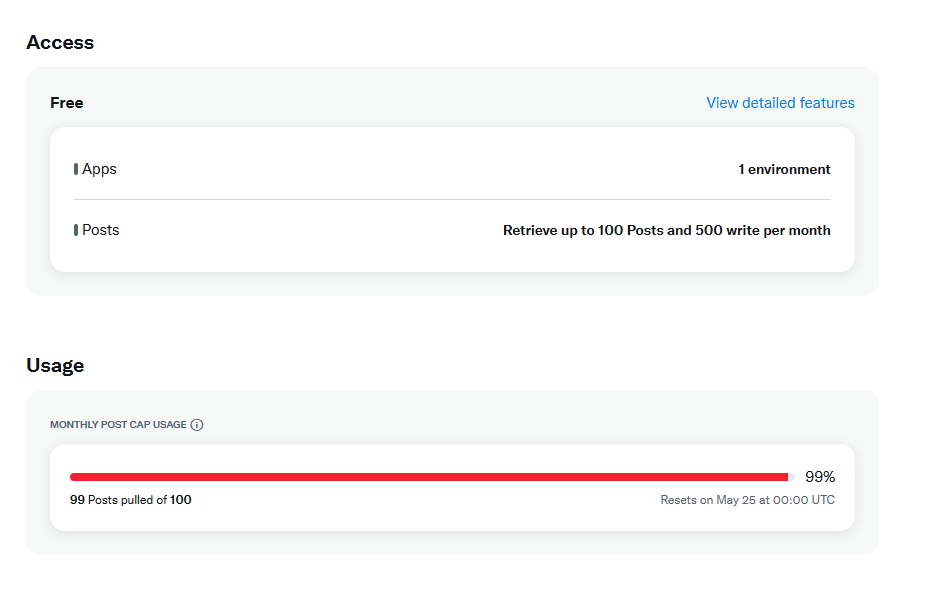 Access
Free
View detailed features
Apps
1 environment
Posts
Retrieve up to 100 Posts and 500 write per month
Usage
MONTHLY POST CAP USAGE
99%
99 Posts pulled of 100
Resets on May 25 at 00:00 UTC